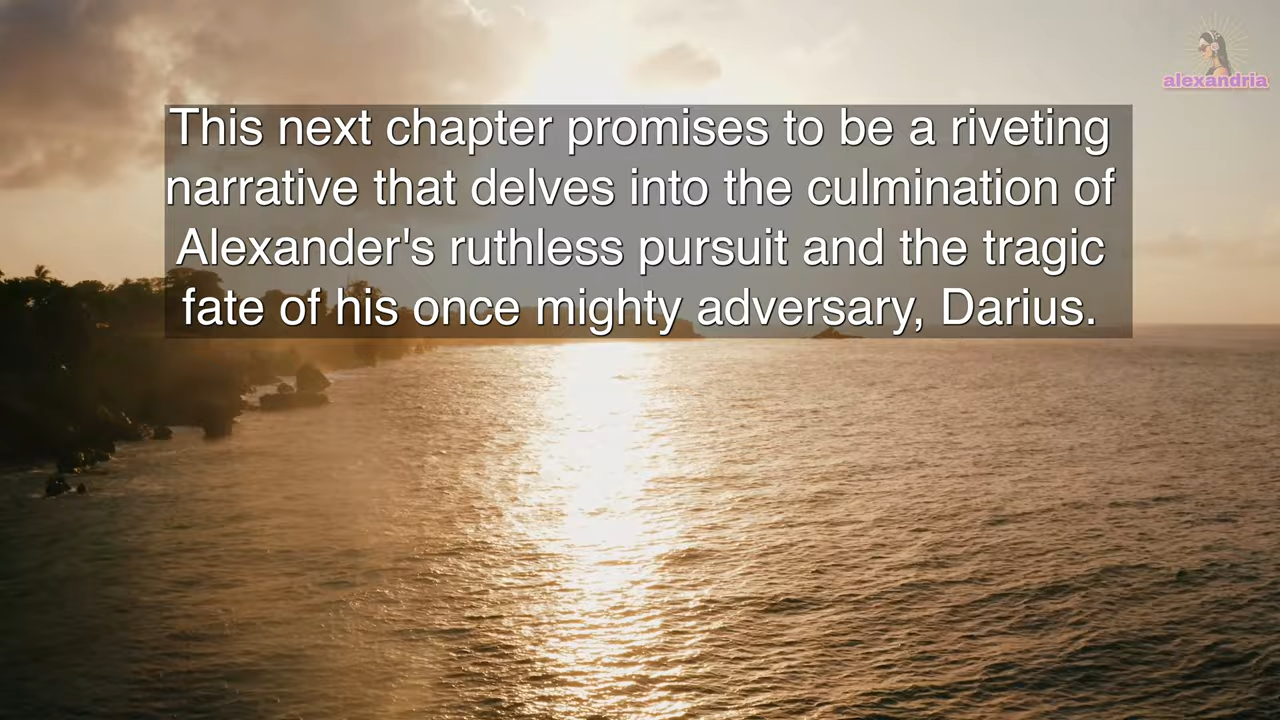 alexandria
This next chapter promises to be a riveting
narrative that delves into the culmination of
Alexander's ruthless pursuit and the tragic
fate of his once mighty adversary, Darius.